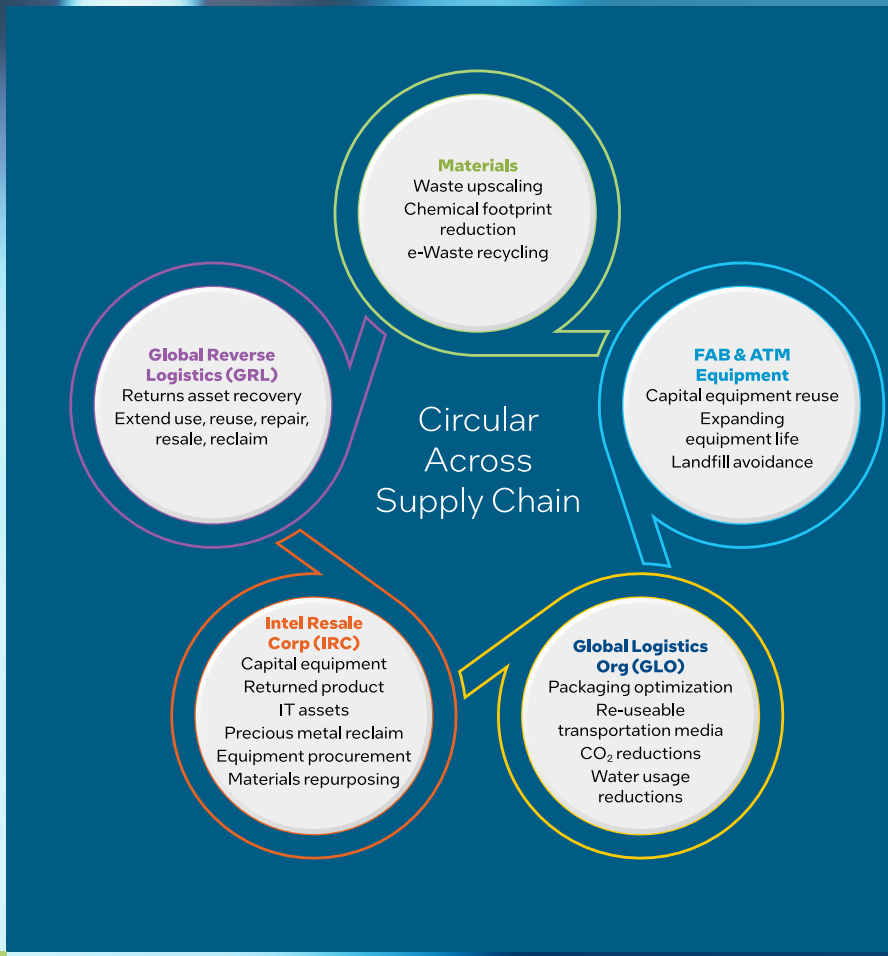 Materials
Waste upscaling
Chemical footprint
reduction
e-Waste recycling
Global Reverse
Logistics (GRL)
Returns asset recovery
Extend use, reuse, repair,
resale, reclaim
FAB & ATM
Equipment
Capital equipment reuse
Expanding
equipment life
Landfill avoidance
Circular
Across
Supply Chain
Intel Resale
Corp (IRC)
Capital equipment
Returned product
IT assets
Precious metal reclaim
Equipment procurement
Materials repurposing
Global Logistics
Org (GLO)
Packaging optimization
Re-useable
transportation media
CO₂ reductions
Water usage
reductions